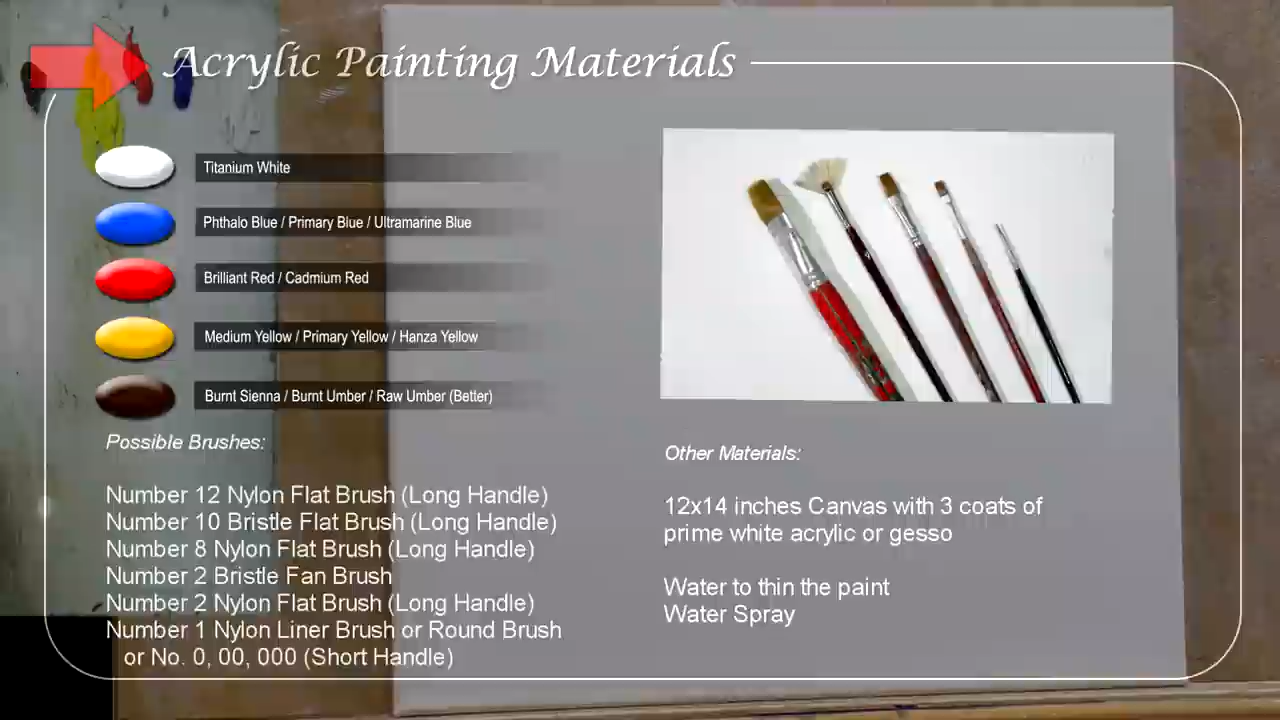 Acrylic Painting Materials
Titanium White
Phthalo Blue / Primary Blue / Ultramarine Blue
Brilliant Red / Cadmium Red
Medium Yellow / Primary Yellow / Hanza Yellow
Burnt Sienna / Burnt Umber / Raw Umber (Better)
Possible Brushes:
Number 12 Nylon Flat Brush (Long Handle)
Number 10 Bristle Flat Brush (Long Handle)
Number 8 Nylon Flat Brush (Long Handle)
Number 2 Bristle Fan Brush
Number 2 Nylon Flat Brush (Long Handle)
Number 1 Nylon Liner Brush or Round Brush
or No. 0, 00, 000 (Short Handle)
Other Materials:
12x14 inches Canvas with 3 coats of
prime white acrylic or gesso
Water to thin the paint
Water Spray